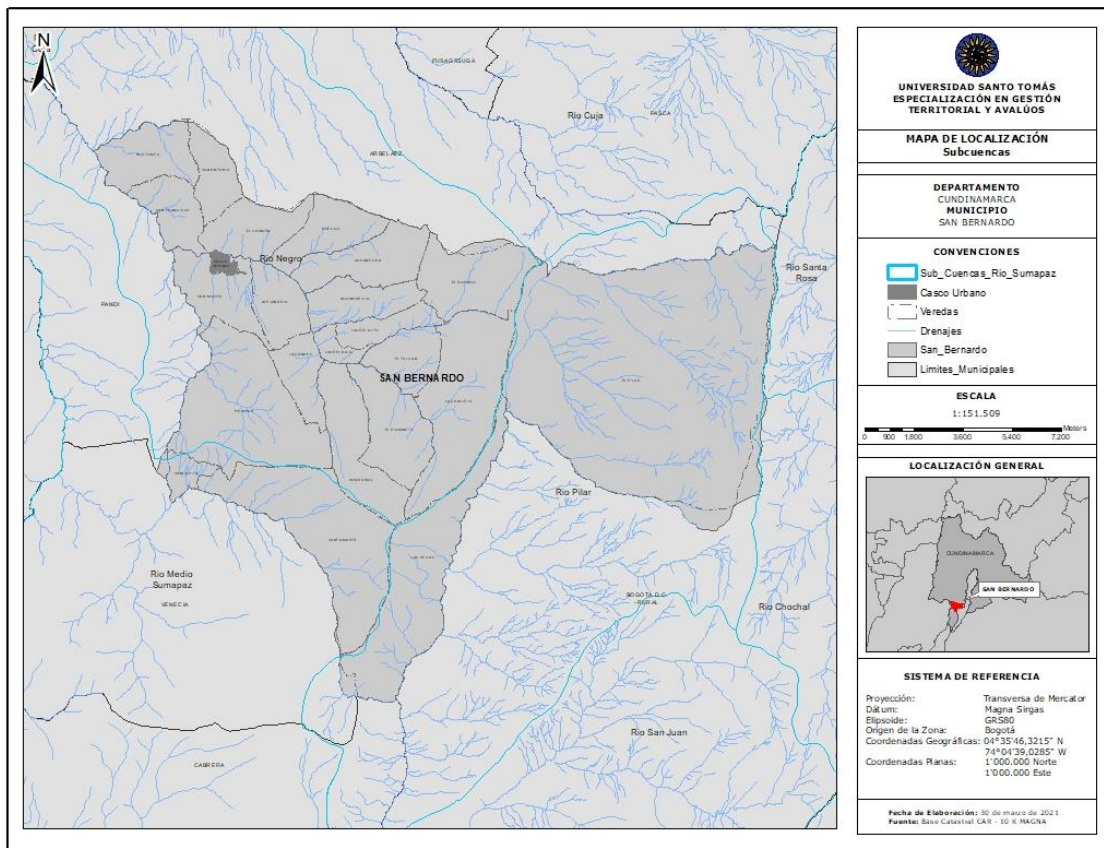 N
FUSAGASUGA
Rio Cuja
PASCA
ARBELAEZ
Rio Negro
Rio Santa
Rosa
PANDI
SAN BERNARDO
Rio Pilar
Rio Medio
Sumapaz
VENECIA
BOGOTA D.C
RURAL
Rio Chochal
Rio San Juan
CABRERA
UNIVERSIDAD SANTO TOMÁS
ESPECIALIZACIÓN EN GESTIÓN
TERRITORIAL Y AVALÚOS
MAPA DE LOCALIZACIÓN
Subcuencas
DEPARTAMENTO
CUNDINAMARCA
MUNICIPIO
SAN BERNARDO
CONVENCIONES
Sub_Cuencas_Rio_Sumapaz
Casco Urbano
Veredas
Drenajes
San_Bernardo
Limites_Municipales
ESCALA
1:151.509
Meters
0 900 1.800 3.600 5.400 7.200
LOCALIZACIÓN GENERAL
CUNDINAMARCA
SAN BERNARDO
SISTEMA DE REFERENCIA
Proyección: Transversa de Mercator
Dátum: Magna Sirgas
Elipsoide: GRS80
Origen de la Zona: Bogotá
Coordenadas Geográficas: 04°35'46,3215" N
74°04'39,0285" W
Coordenadas Planas: 1'000.000 Norte
1'000.000 Este
Fecha de Elaboración: 30 de marzo de 2021
Fuente: Base Catastral CAR - 10 K MAGNA